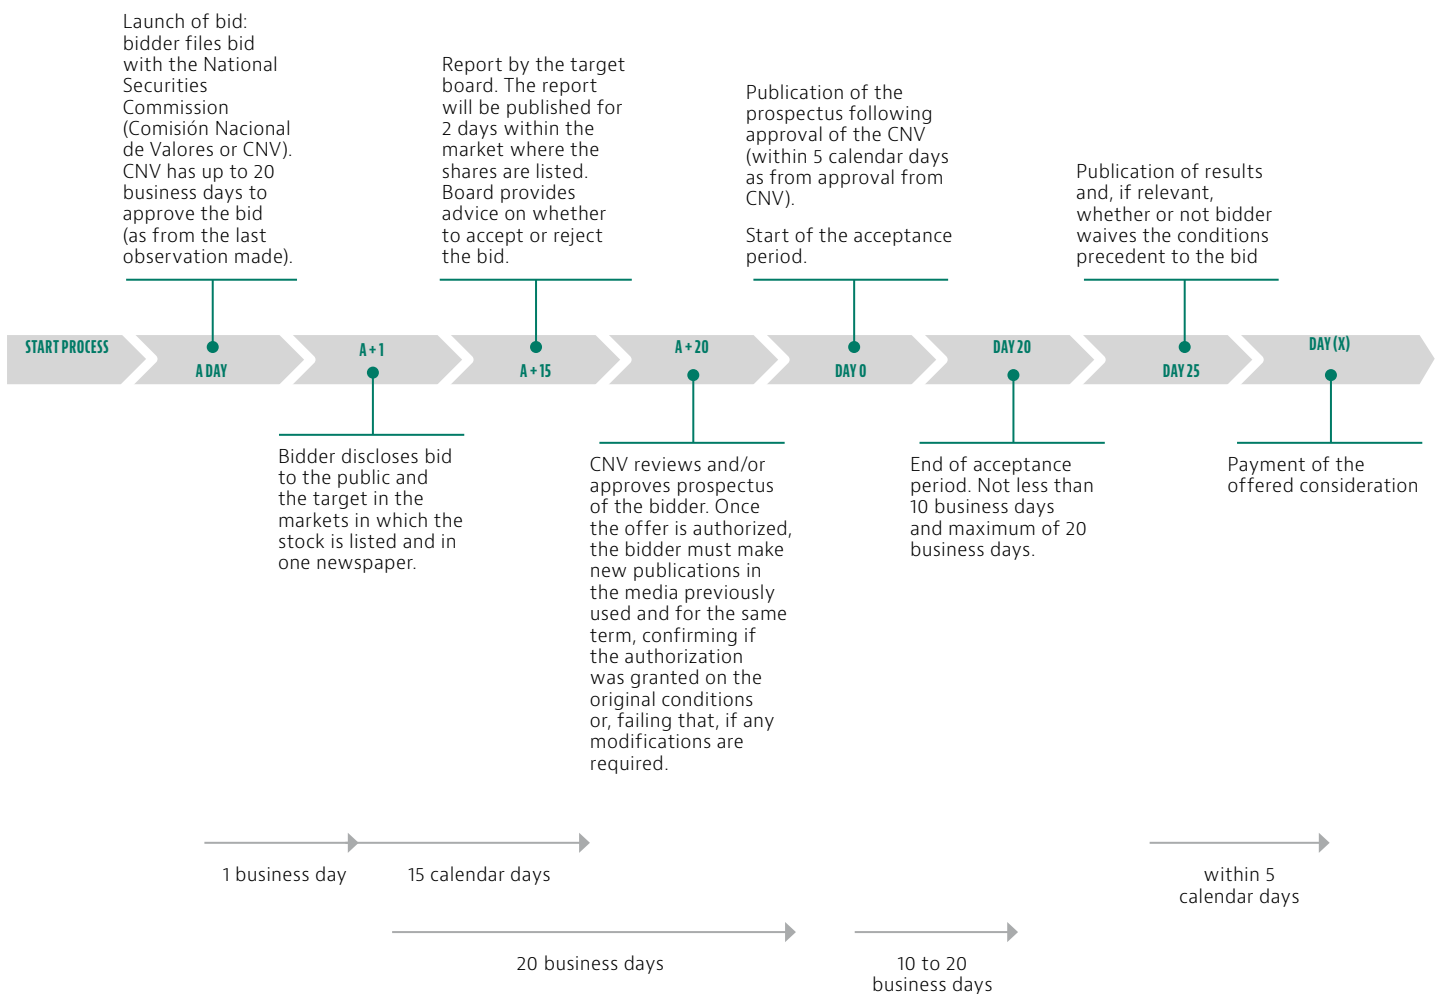 Launch of bid:
bidder files bid
with the National
Securities
Commission
(Comisión Nacional
de Valores or CNV).
CNV has up to 20
business days to
approve the bid
(as from the last
observation made).
Report by the target
board. The report
will be published for
2 days within the
market where the
shares are listed.
Board provides
advice on whether
to accept or reject
the bid.
Publication of the
prospectus following
approval of the CNV
(within 5 calendar days
as from approval from
CNV).
Start of the acceptance
period.
Publication of results
and, if relevant,
whether or not bidder
waives the conditions
precedent to the bid
START PROCESS
A DAY
A + 1
A + 15
A + 20
DAY 0
DAY 20
DAY 25
DAY (X)
Bidder discloses bid
to the public and
the target in the
markets in which the
stock is listed and in
one newspaper.
CNV reviews and/or
approves prospectus
of the bidder. Once
the offer is authorized,
the bidder must make
new publications in
the media previously
used and for the same
term, confirming if
the authorization
was granted on the
original conditions
or, failing that, if any
modifications are
required.
End of acceptance
period. Not less than
10 business days
and maximum of 20
business days.
Payment of the
offered consideration
1 business day
15 calendar days
within 5
calendar days
20 business days
10 to 20
business days